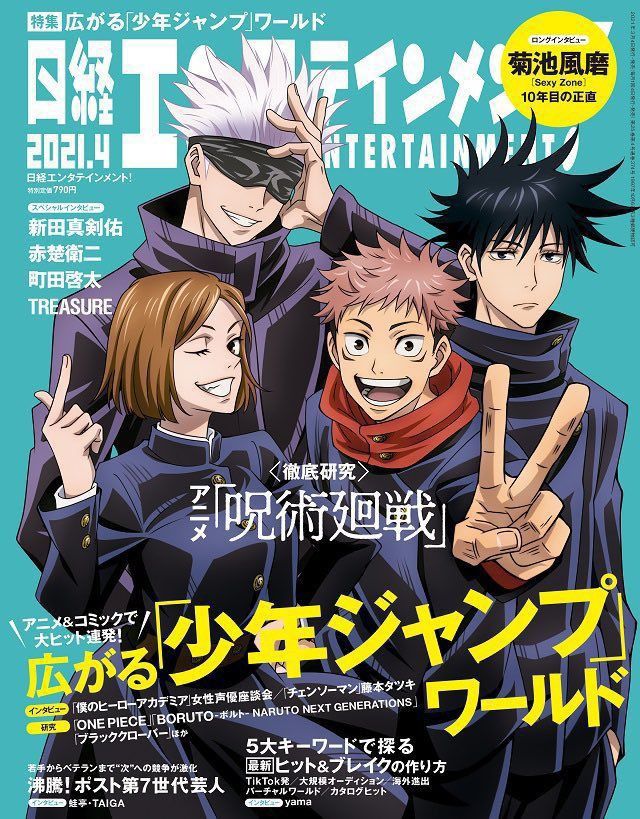 特集 広がる「少年ジャンプ」ワールド
日経エンタテインメント!
ENTERTAINMENT!
2021.4
日経エンタテインメント!
特別定価790円
ロングインタビュー
菊池風磨
[Sexy Zone]
10年目の正直
スペシャルインタビュー
新田真剣佑
赤楚衛二
町田啓太
TREASURE
〈徹底研究〉
アニメ「呪術廻戦」
アニメ&コミックで
大ヒット連発!
広がる「少年ジャンプ」
ワールド
インタビュー 「僕のヒーローアカデミア」女性声優座談会/「チェンソーマン」藤本タツキ
研究 「ONE PIECE」「BORUTO-ボルト- NARUTO NEXT GENERATIONS」
「ブラッククローバー」ほか
若手からベテランまで“次”への競争が激化
沸騰!ポスト第7世代芸人
インタビュー 蛙亭・TAIGA
5大キーワードで探る
最新 ヒット&ブレイクの作り方
TikTok発/大規模オーディション/海外進出
バーチャルワールド/カタログヒット
インタビュー yama